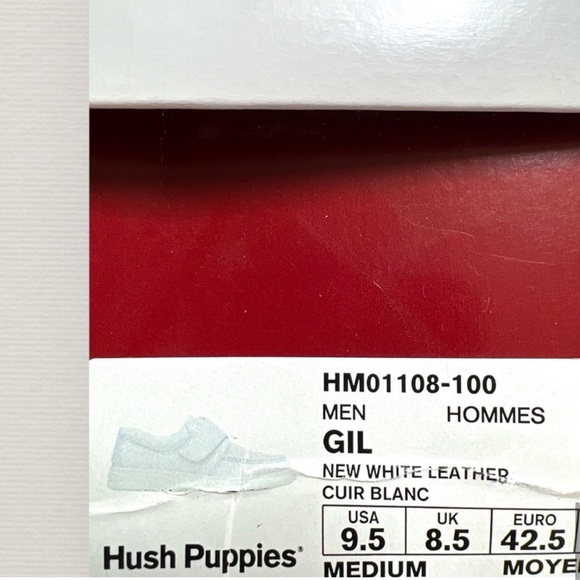 HM01108-100
MEN HOMMES
GIL
NEW WHITE LEATHER
CUIR BLANC
USA UK EURO
9.5 8.5 42.5
Hush Puppies®
MEDIUM